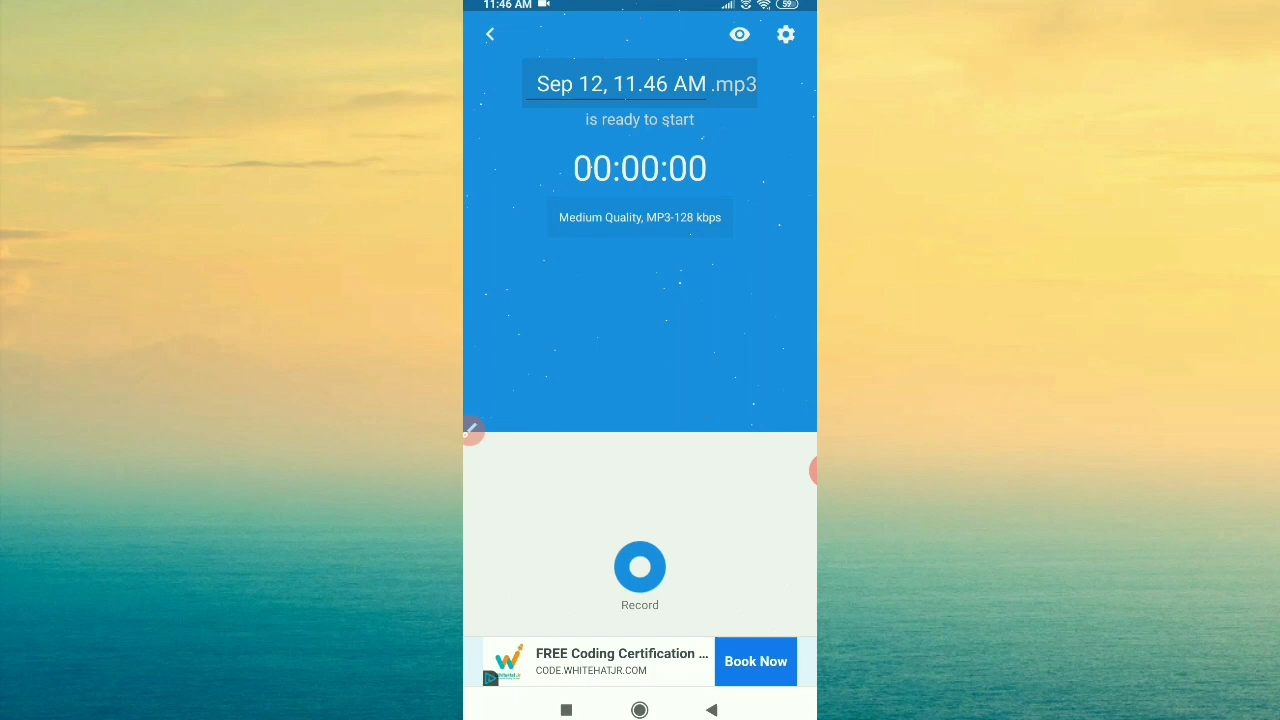 11:46 AM
59
Sep 12, 11.46 AM .mp3
is ready to start
00:00:00
Medium Quality, MP3-128 kbps
Record
FREE Coding Certification ...
CODE.WHITEHATJR.COM
Book Now